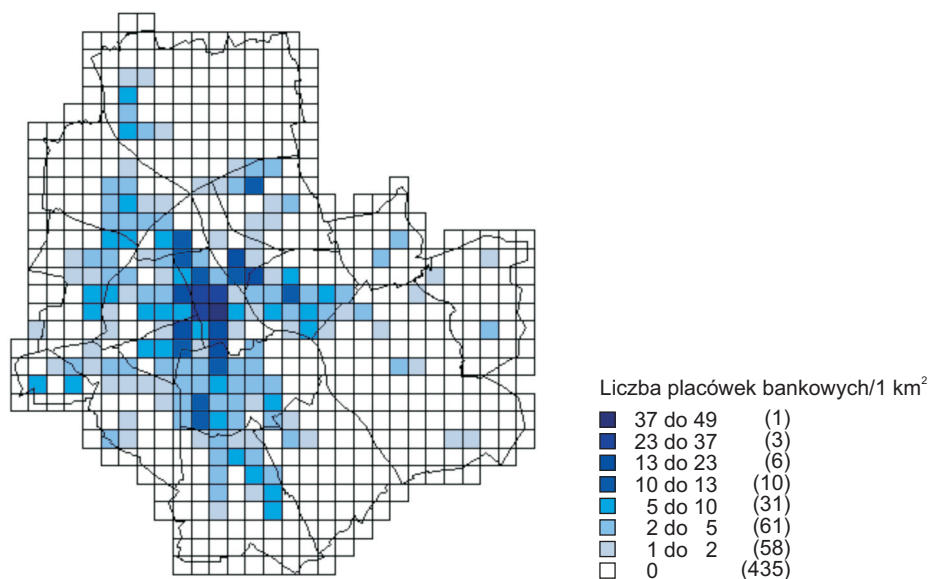 Liczba placówek bankowych/1 km²
37 do 49 (1)
23 do 37 (3)
13 do 23 (6)
10 do 13 (10)
5 do 10 (31)
2 do 5 (61)
1 do 2 (58)
0 (435)